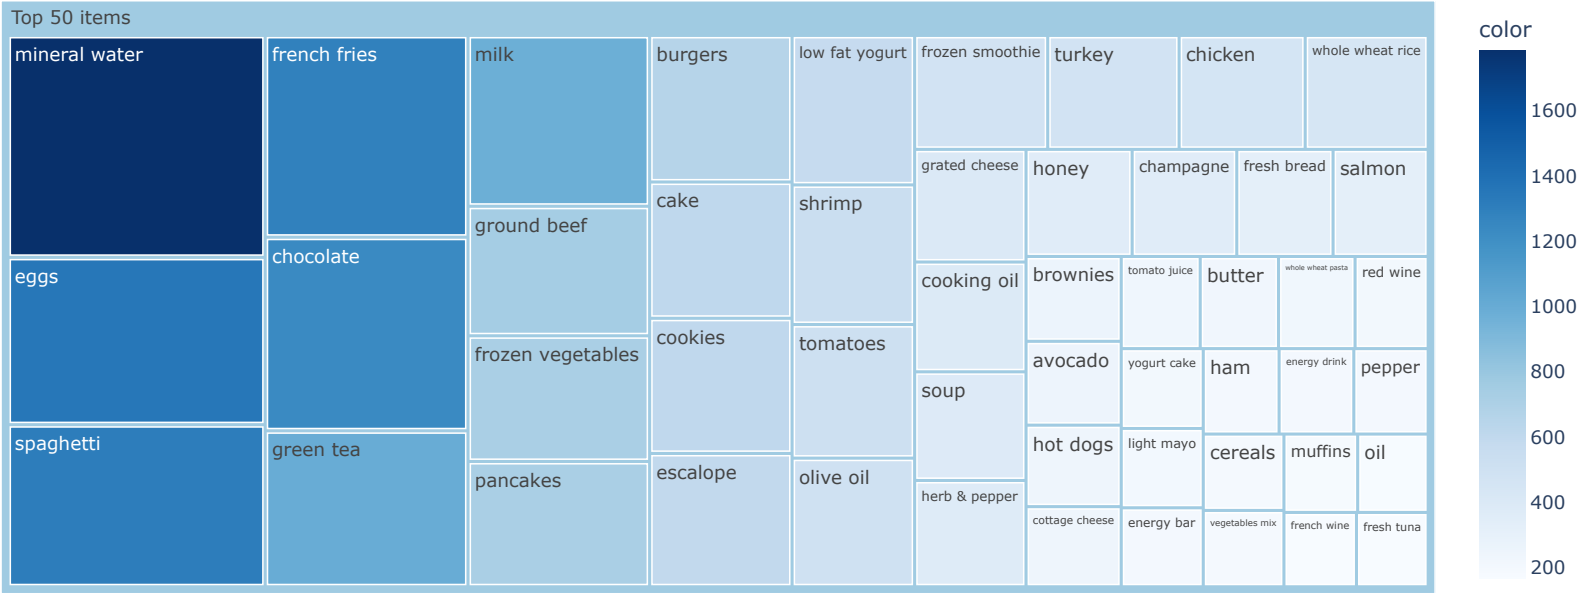 Top 50 items
mineral water
eggs
spaghetti
french fries
chocolate
green tea
milk
ground beef
frozen vegetables
pancakes
burgers
cake
cookies
escalope
low fat yogurt
shrimp
tomatoes
olive oil
frozen smoothie
turkey
chicken
whole wheat rice
grated cheese
cooking oil
soup
herb & pepper
honey
champagne
fresh bread
salmon
brownies
avocado
hot dogs
cottage cheese
tomato juice
butter
whole wheat pasta
red wine
yogurt cake
light mayo
energy bar
ham
energy drink
pepper
cereals
muffins
oil
vegetables mix
french wine
fresh tuna
color
1600
1400
1200
1000
800
600
400
200